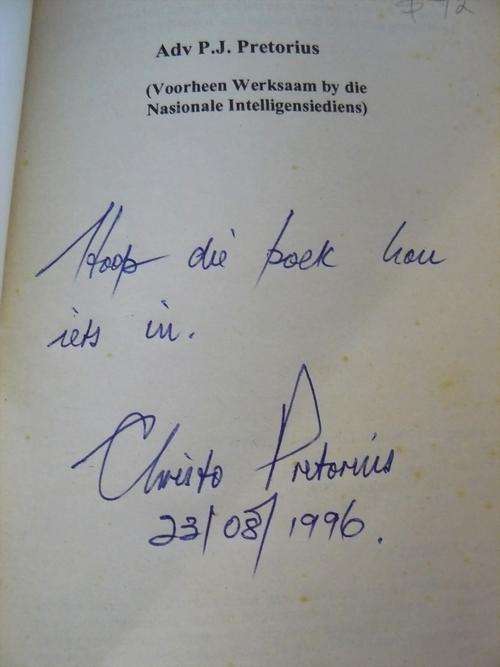 Adv P.J. Pretorius
(Voorheen Werksaam by die
Nasionale Intelligensiediens)
Hoop die boek hou
iets in.
Christo Pretorius
23/08/1996.